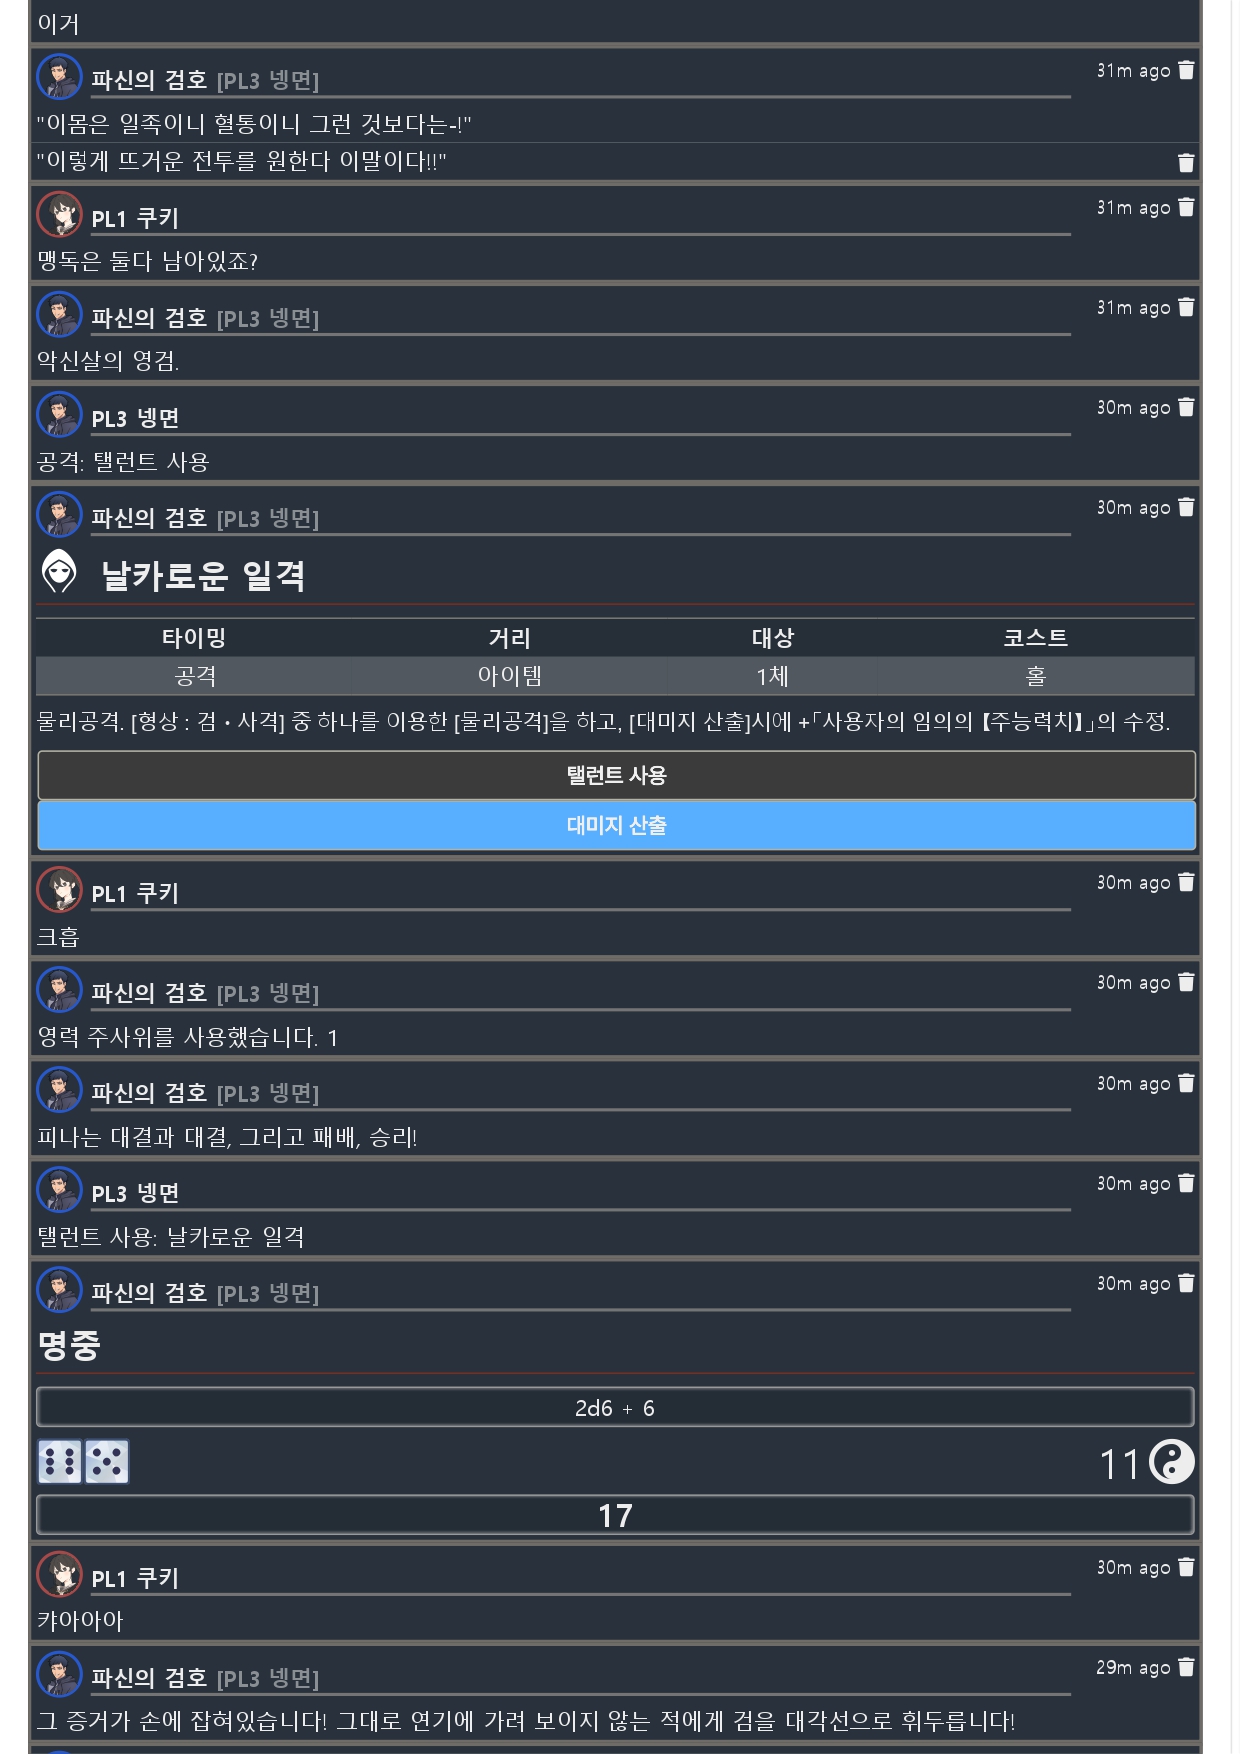 이거
파신의 검호 [PL3 넹면]
31m ago
"이몸은 일족이니 혈통이니 그런 것보다는-!"
"이렇게 뜨거운 전투를 원한다 이말이다!!"
PL1 쿠키
31m ago
맹독은 둘다 남아있죠?
파신의 검호 [PL3 넹면]
31m ago
악신살의 영검.
PL3 넹면
30m ago
공격: 탤런트 사용
파신의 검호 [PL3 넹면]
30m ago
날카로운 일격
타이밍 거리 대상 코스트
공격 아이템 1체 홀
물리공격. [형상 : 검・사격] 중 하나를 이용한 [물리공격]을 하고, [대미지 산출]시에 +「사용자의 임의의 【주능력치】」의 수정.
탤런트 사용
대미지 산출
PL1 쿠키
30m ago
크흡
파신의 검호 [PL3 넹면]
30m ago
영력 주사위를 사용했습니다. 1
파신의 검호 [PL3 넹면]
30m ago
피나는 대결과 대결, 그리고 패배, 승리!
PL3 넹면
30m ago
탤런트 사용: 날카로운 일격
파신의 검호 [PL3 넹면]
30m ago
명중
2d6 + 6
11
17
PL1 쿠키
30m ago
캬아아아
파신의 검호 [PL3 넹면]
29m ago
그 증거가 손에 잡혀있습니다! 그대로 연기에 가려 보이지 않는 적에게 검을 대각선으로 휘두릅니다!